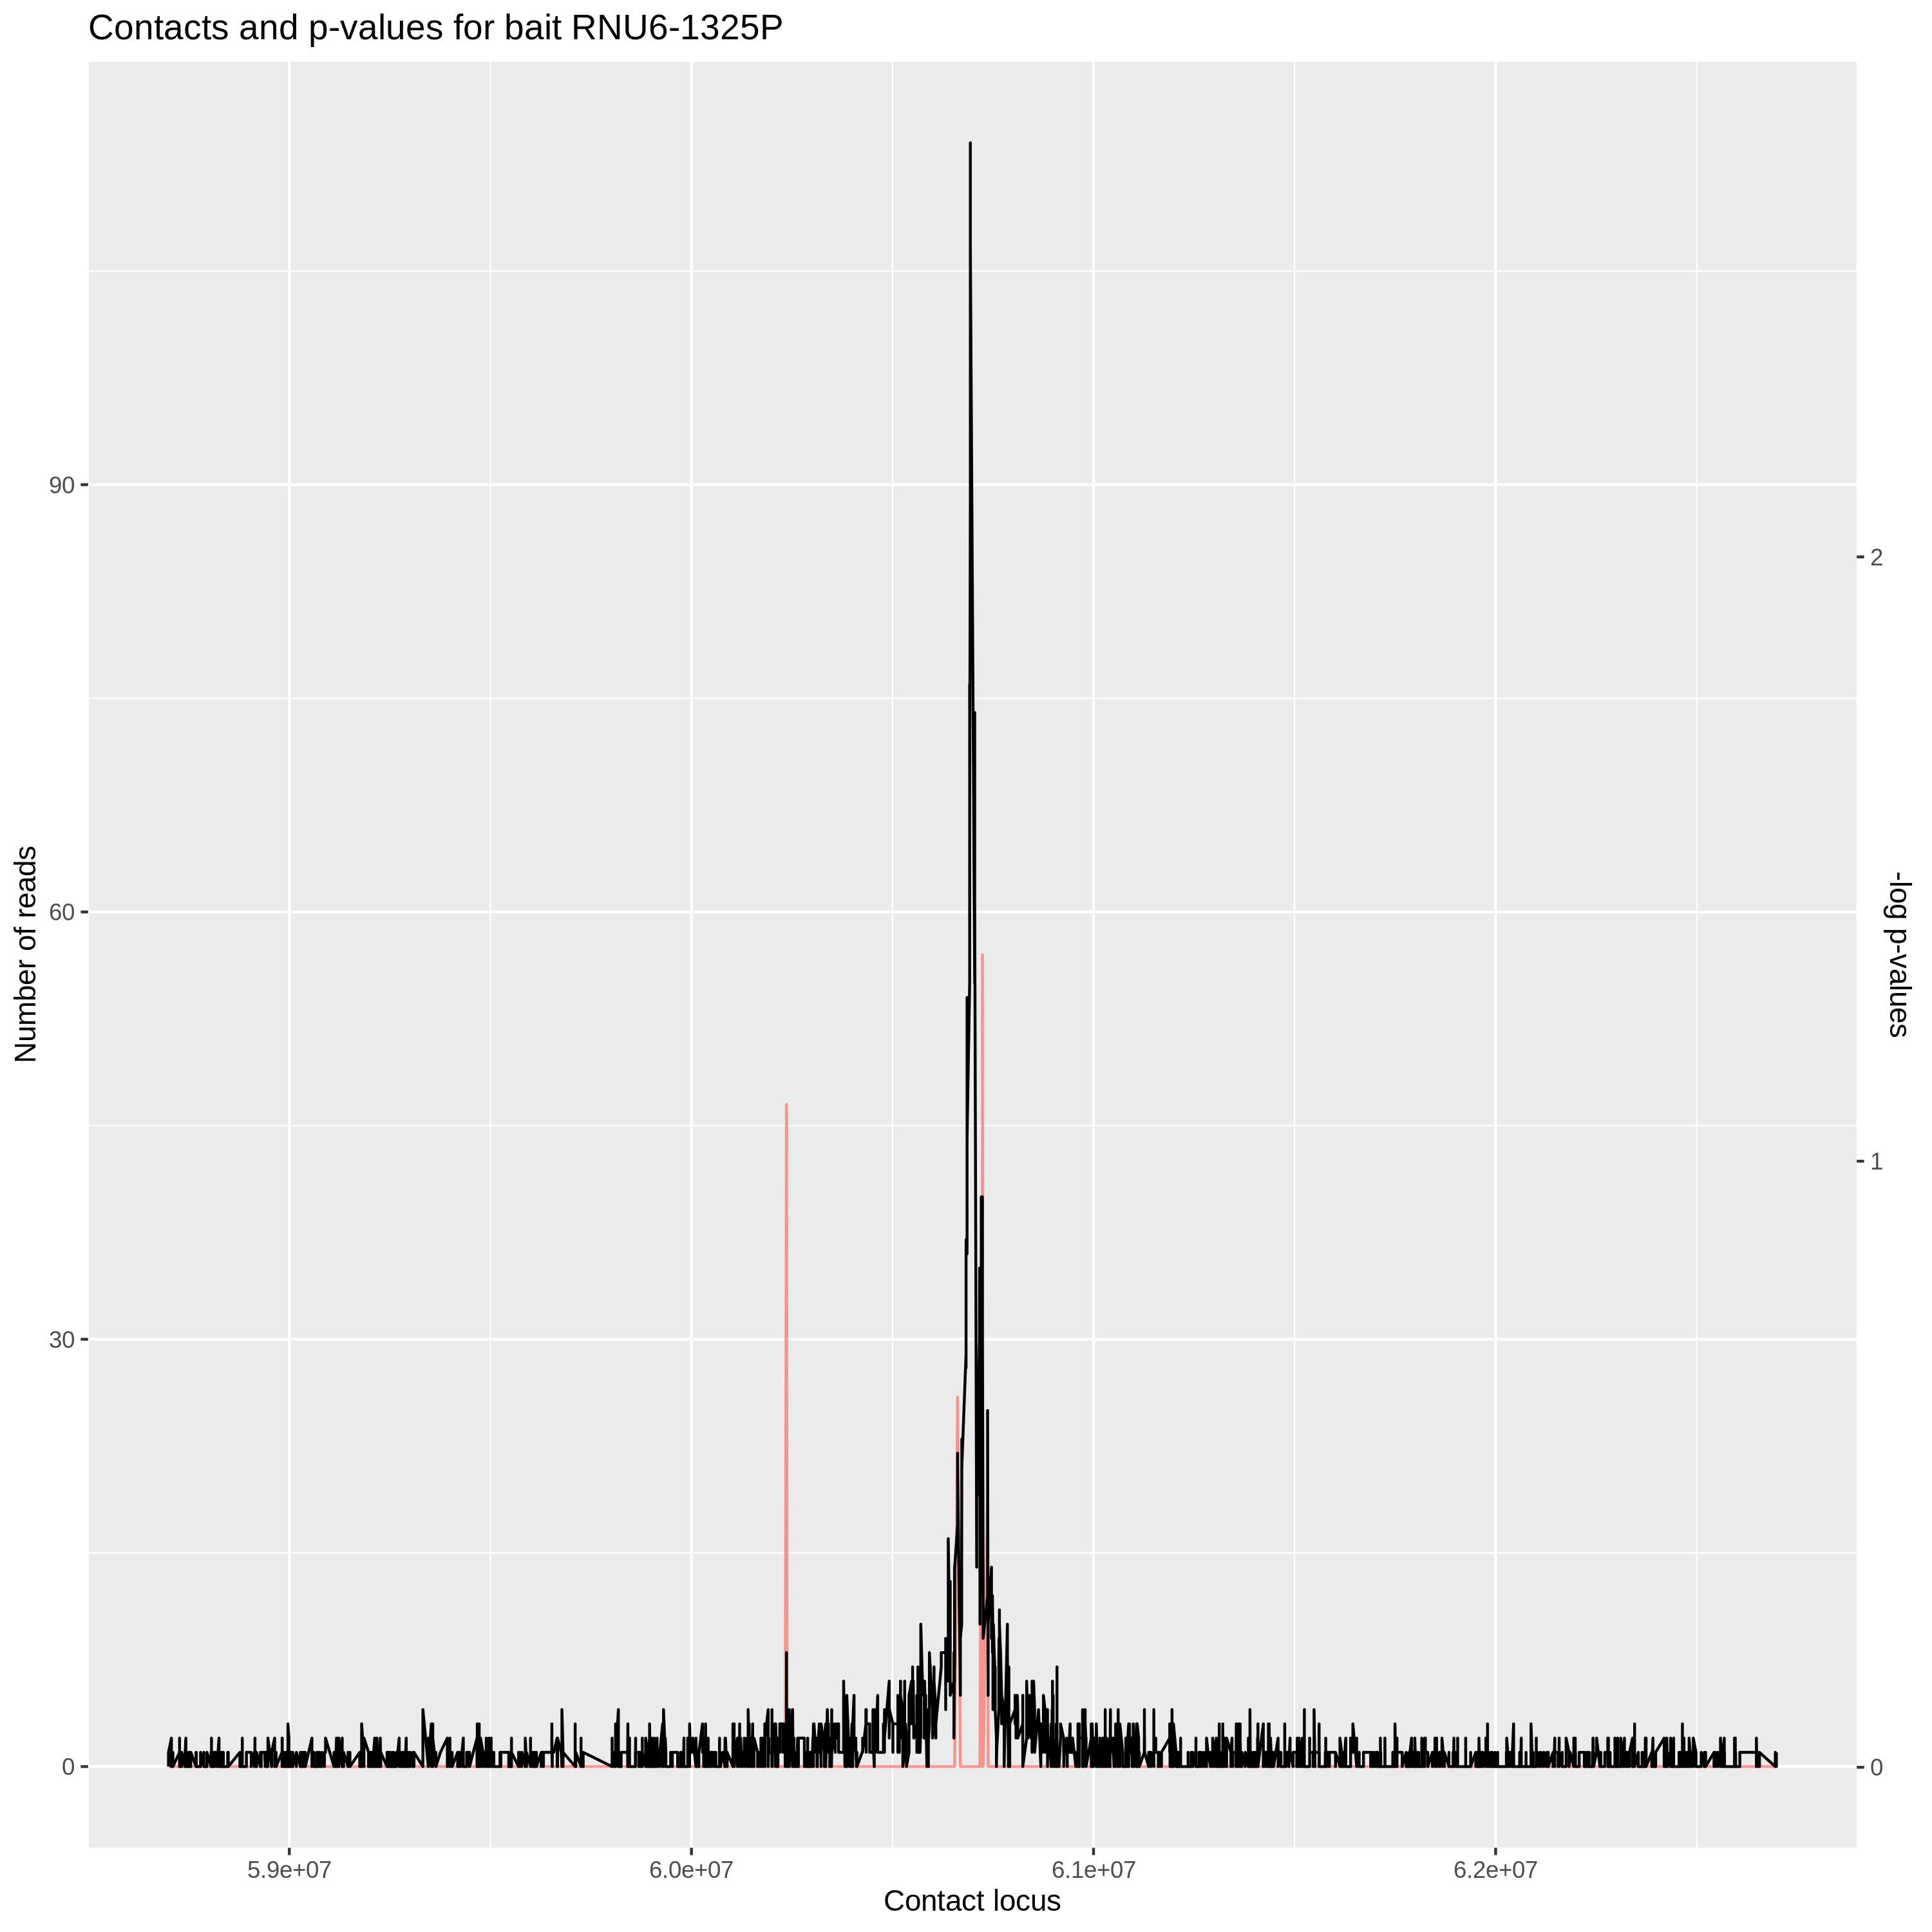 Contacts and p-values for bait RNU6-1325P
Number of reads
90
60
30
0
-log p-values
2
1
0
5.9e+07
6.0e+07
6.1e+07
6.2e+07
Contact locus